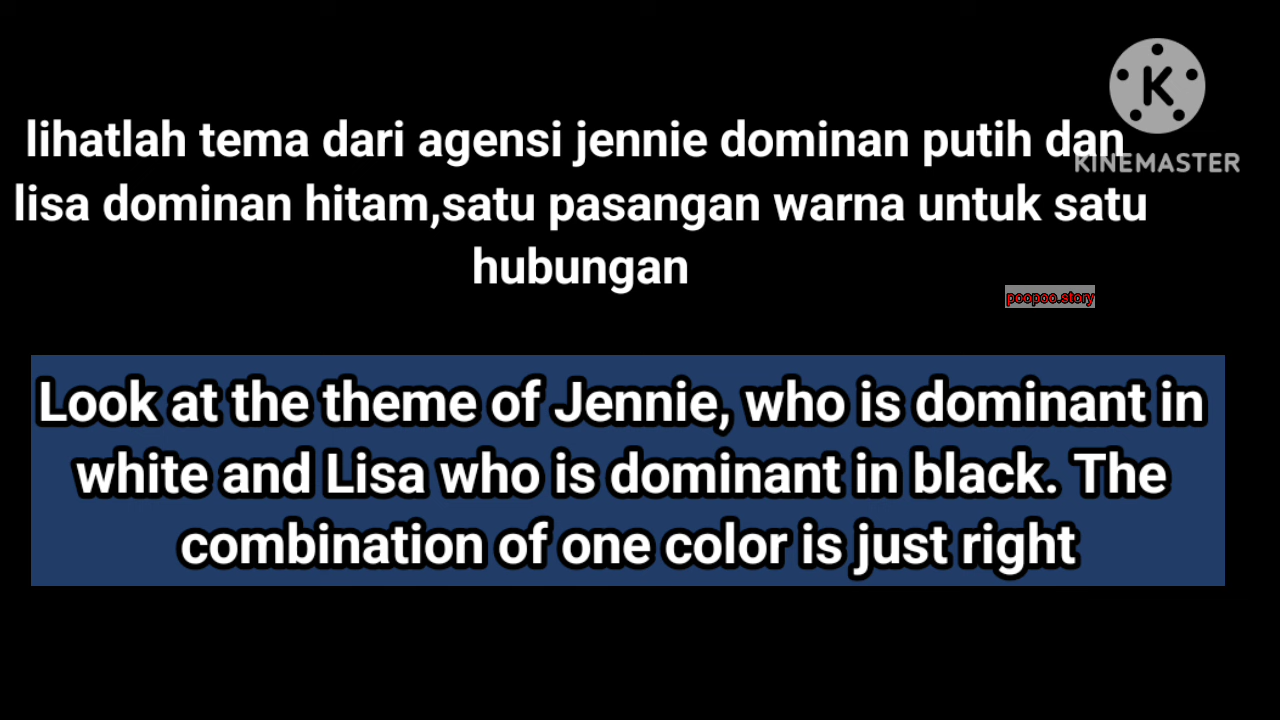 lihatlah tema dari agensi jennie dominan putih dan
KINEMASTER
lisa dominan hitam,satu pasangan warna untuk satu
hubungan
poopoo.story
Look at the theme of Jennie, who is dominant in
white and Lisa who is dominant in black. The
combination of one color is just right